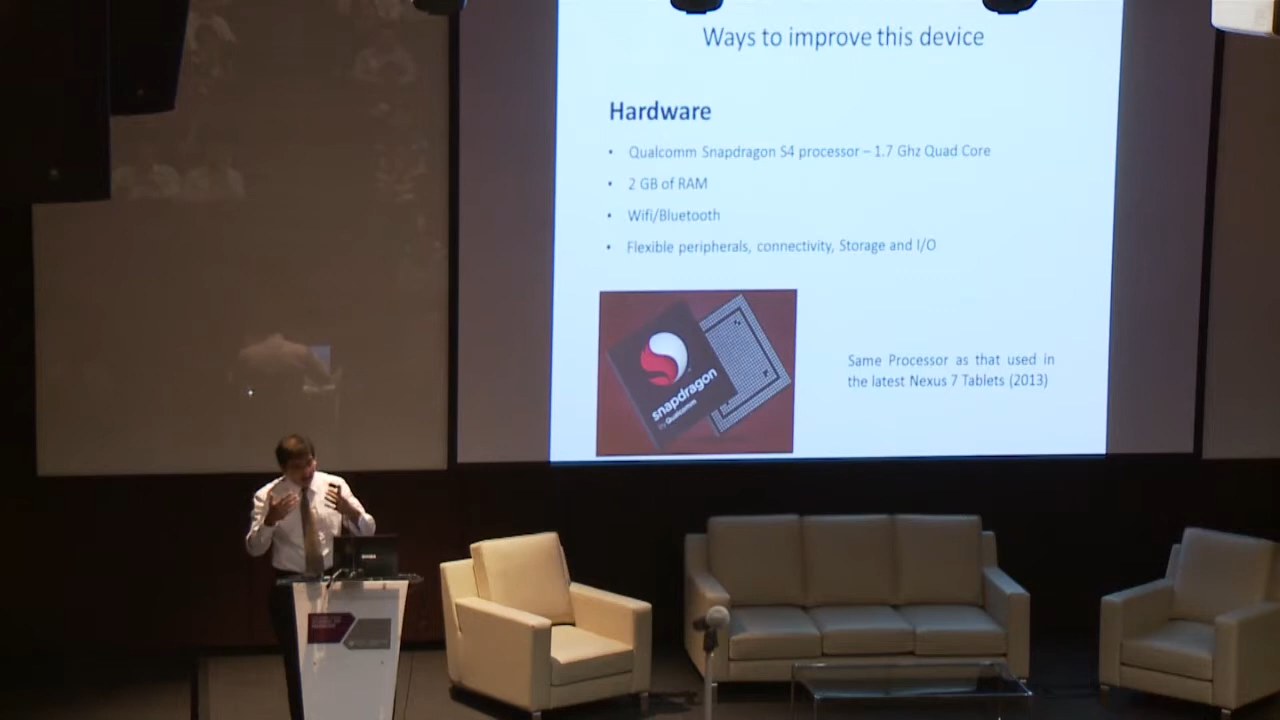 Ways to improve this device
Hardware
• Qualcomm Snapdragon S4 processor – 1.7 Ghz Quad Core
• 2 GB of RAM
• Wifi/Bluetooth
• Flexible peripherals, connectivity, Storage and I/O
snapdragon
by Qualcomm
Same Processor as that used in
the latest Nexus 7 Tablets (2013)